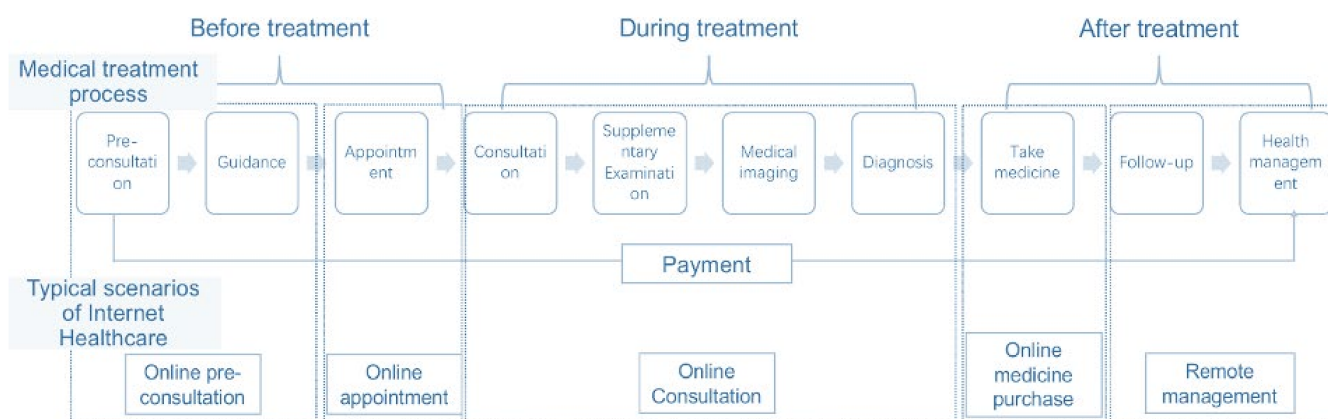 Before treatment
During treatment
After treatment
Medical treatment
process
Pre-
consultati
on
Guidance
Appointm
ent
Consultati
on
Suppleme
ntary
Examinati
on
Medical
imaging
Diagnosis
Take
medicine
Follow-up
Health
managem
ent
Payment
Typical scenarios
of Internet
Healthcare
Online pre-
consultation
Online
appointment
Online
Consultation
Online
medicine
purchase
Remote
management